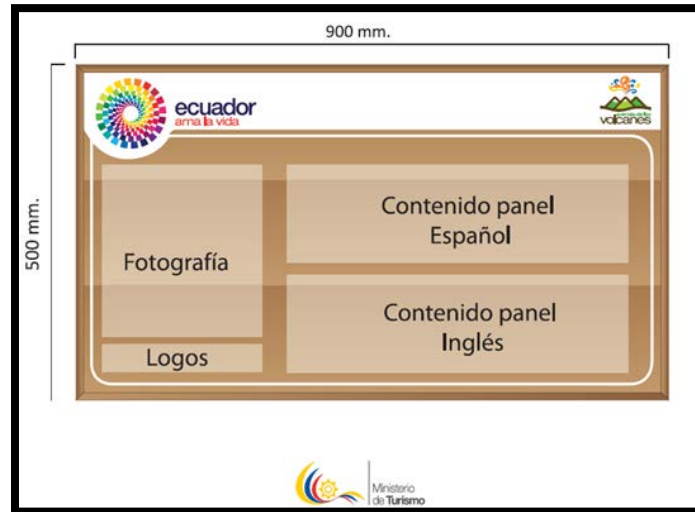 900 mm.
500 mm.
ecuador
ama la vida
volcanes
Fotografía
Logos
Contenido panel
Español
Contenido panel
Inglés
Ministerio
de Turismo